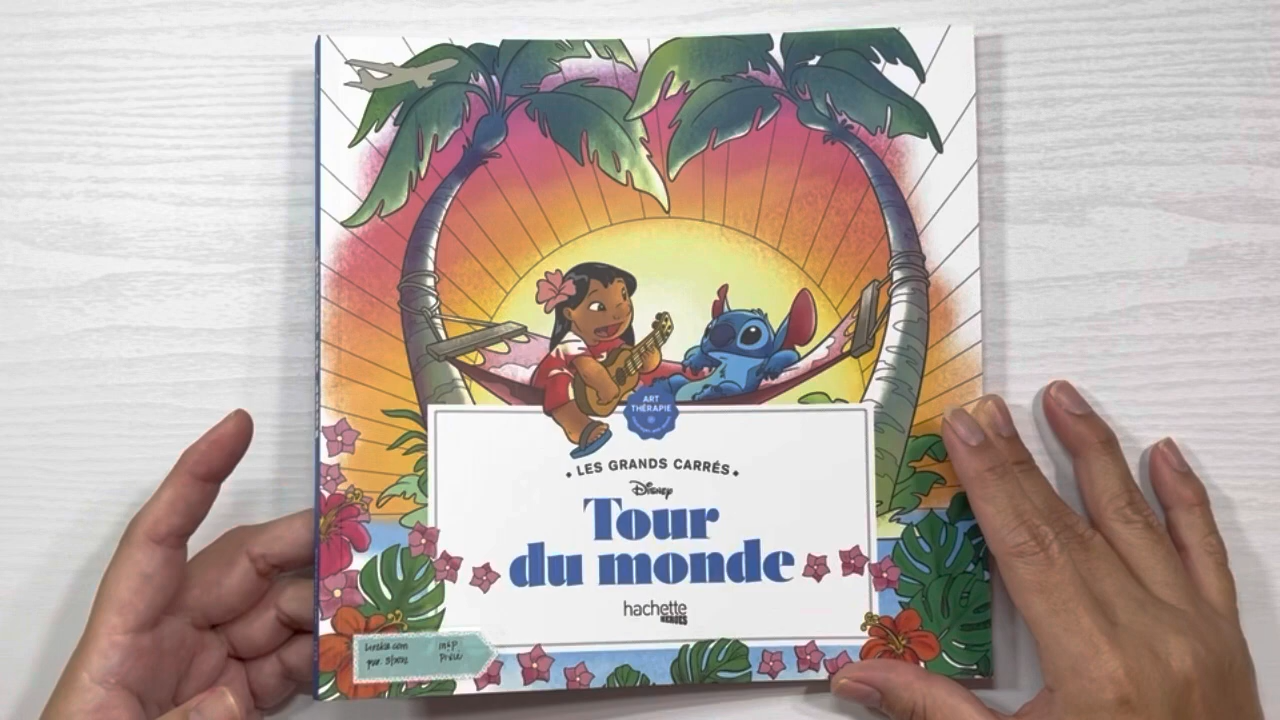 ART
THÉRAPIE
• LES GRANDS CARRÉS •
Disney
Tour
du monde
hachette
HEROES